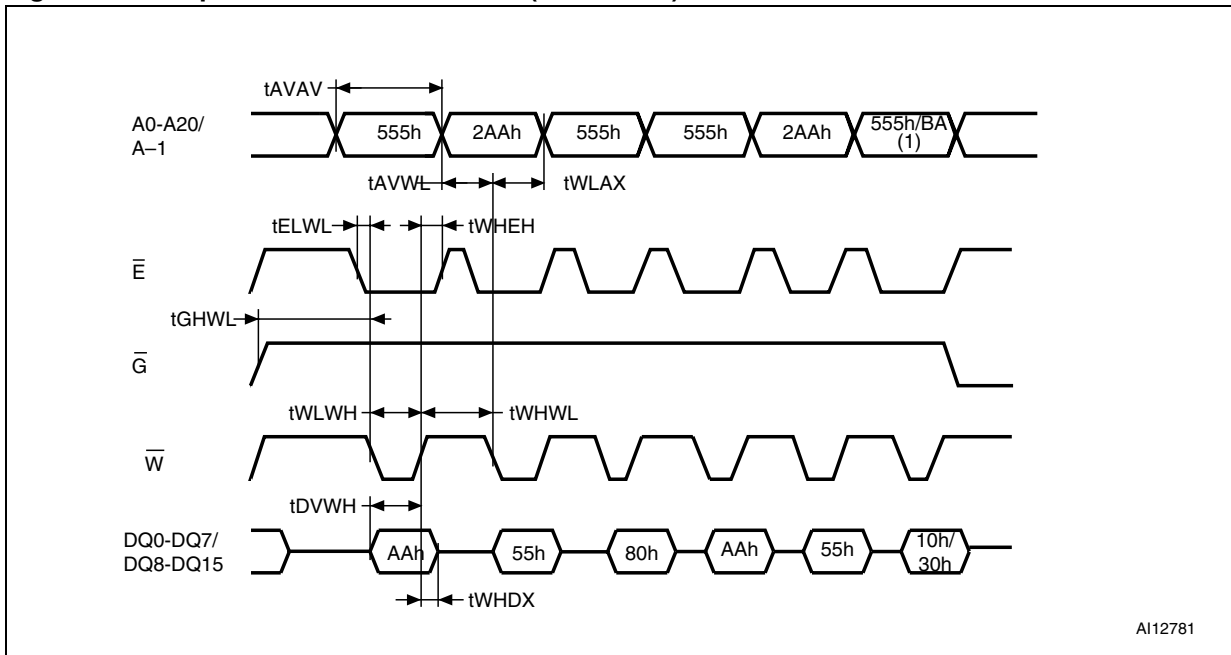 tAVAV
A0-A20/
A–1
555h
2AAh
555h
555h
2AAh
555h/BA
(1)
tAVWL
tWLAX
tELWL
tWHEH
E
tGHWL
G
tWLWH
tWHWL
W
tDVWH
DQ0-DQ7/
DQ8-DQ15
AAh
55h
80h
AAh
55h
10h/
30h
tWHDX
AI12781